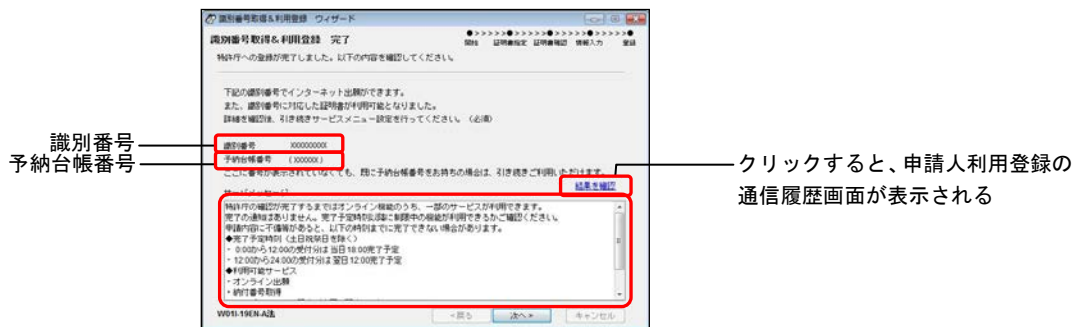 識別番号取得&利用登録 ウィザード
識別番号取得&利用登録 完了
●>>>>>●>>>>>●>>>>>●>>>>>●
開始 証明書指定 証明書確認 情報入力 登録
特許庁への登録が完了しました。以下の内容を確認してください。
下記の識別番号でインターネット出願ができます。
また、識別番号に対応した証明書が利用可能となりました。
詳細を確認後、引き続きサービスメニュー設定を行ってください。(必須)
識別番号
識別番号 XXXXXXXXX
予納台帳番号
予納台帳番号 (XXXXXX)
ここに番号が表示されていなくても、既に予納台帳番号をお持ちの場合は、引き続きご利用いただけます。
クリックすると、申請人利用登録の
通信履歴画面が表示される
結果を確認
サーバメッセージ
特許庁の確認が完了するまではオンライン機能のうち、一部のサービスが利用できます。
完了の通知はありません。完了予定時刻以降に制限中の機能が利用できるかご確認ください。
申請内容に不備等があると、以下の時刻までに完了できない場合があります。
◆完了予定時刻(土日祝祭日を除く)
・ 0:00から12:00の受付分は 当日 18:00完了予定
・ 12:00から24:00の受付分は 翌日 12:00完了予定
◆利用可能サービス
・オンライン出願
・納付番号取得
W01I-19EN-A法
<戻る 次へ> キャンセル